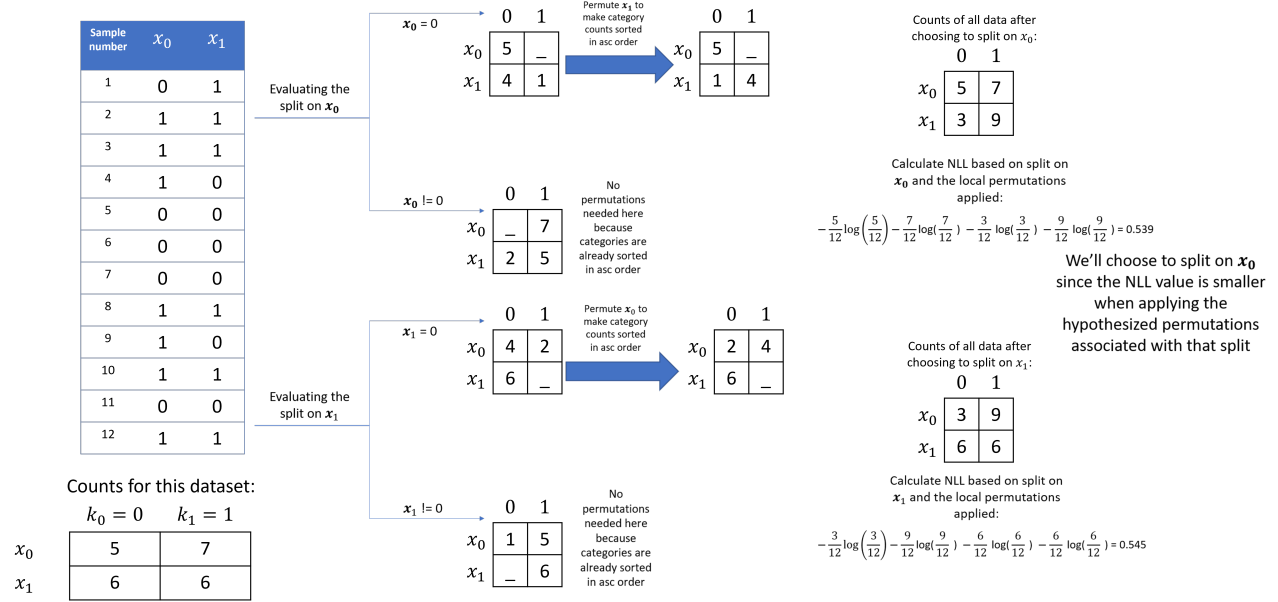 Sample number x₀ x₁
1 0 1
2 1 1
3 1 1
4 1 0
5 0 0
6 0 0
7 0 0
8 1 1
9 1 0
10 1 1
11 0 0
12 1 1
Counts for this dataset:
k₀ = 0 k₁ = 1
x₀ 5 7
x₁ 6 6
Evaluating the
split on x₀
x₀ = 0
0 1
x₀ 5 _
x₁ 4 1
Permute x₁ to
make category
counts sorted
in asc order
0 1
x₀ 5 _
x₁ 1 4
x₀ != 0
0 1
x₀ _ 7
x₁ 2 5
No
permutations
needed here
because
categories are
already sorted
in asc order
Evaluating the
split on x₁
x₁ = 0
0 1
x₀ 4 2
x₁ 6 _
Permute x₀ to
make category
counts sorted
in asc order
0 1
x₀ 2 4
x₁ 6 _
x₁ != 0
0 1
x₀ 1 5
x₁ _ 6
No
permutations
needed here
because
categories are
already sorted
in asc order
Counts of all data after
choosing to split on x₀:
0 1
x₀ 5 7
x₁ 3 9
Calculate NLL based on split on
x₀ and the local permutations
applied:
−5/12 log(5/12) − 7/12 log(7/12) − 3/12 log(3/12) − 9/12 log(9/12) = 0.539
We’ll choose to split on x₀
since the NLL value is smaller
when applying the
hypothesized permutations
associated with that split
Counts of all data after
choosing to split on x₁:
0 1
x₀ 3 9
x₁ 6 6
Calculate NLL based on split on
x₁ and the local permutations
applied:
−3/12 log(3/12) − 9/12 log(9/12) − 6/12 log(6/12) − 6/12 log(6/12) = 0.545